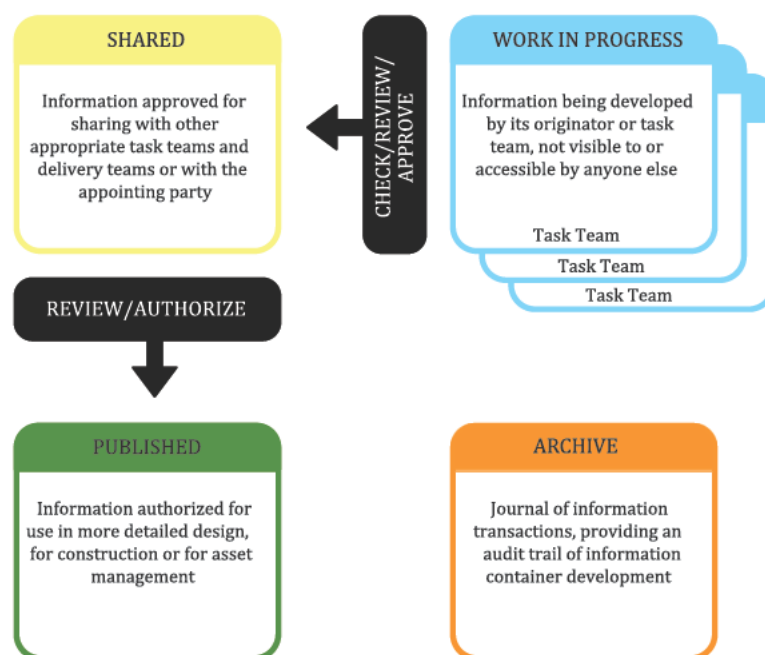 SHARED
Information approved for
sharing with other
appropriate task teams and
delivery teams or with the
appointing party
CHECK/REVIEW/
APPROVE
WORK IN PROGRESS
Information being developed
by its originator or task
team, not visible to or
accessible by anyone else
Task Team
Task Team
Task Team
REVIEW/AUTHORIZE
PUBLISHED
Information authorized for
use in more detailed design,
for construction or for asset
management
ARCHIVE
Journal of information
transactions, providing an
audit trail of information
container development